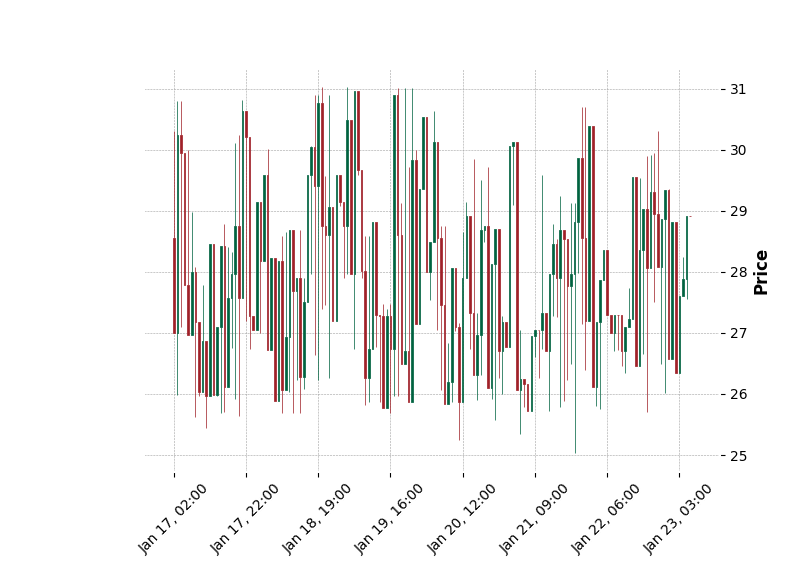 31
30
29
28
27
26
25
Price
Jan 17, 02:00
Jan 17, 22:00
Jan 18, 19:00
Jan 19, 16:00
Jan 20, 12:00
Jan 21, 09:00
Jan 22, 06:00
Jan 23, 03:00